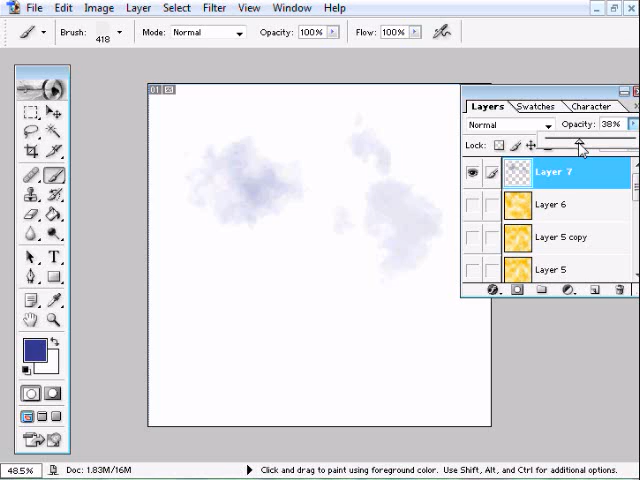 File Edit Image Layer Select Filter View Window Help
Brush: 418 Mode: Normal Opacity: 100% Flow: 100%
01
Layers Swatches Character
Normal Opacity: 38%
Lock:
Layer 7
Layer 6
Layer 5 copy
Layer 5
T
48.5% Doc: 1.83M/16M Click and drag to paint using foreground color. Use Shift, Alt, and Ctrl for additional options.